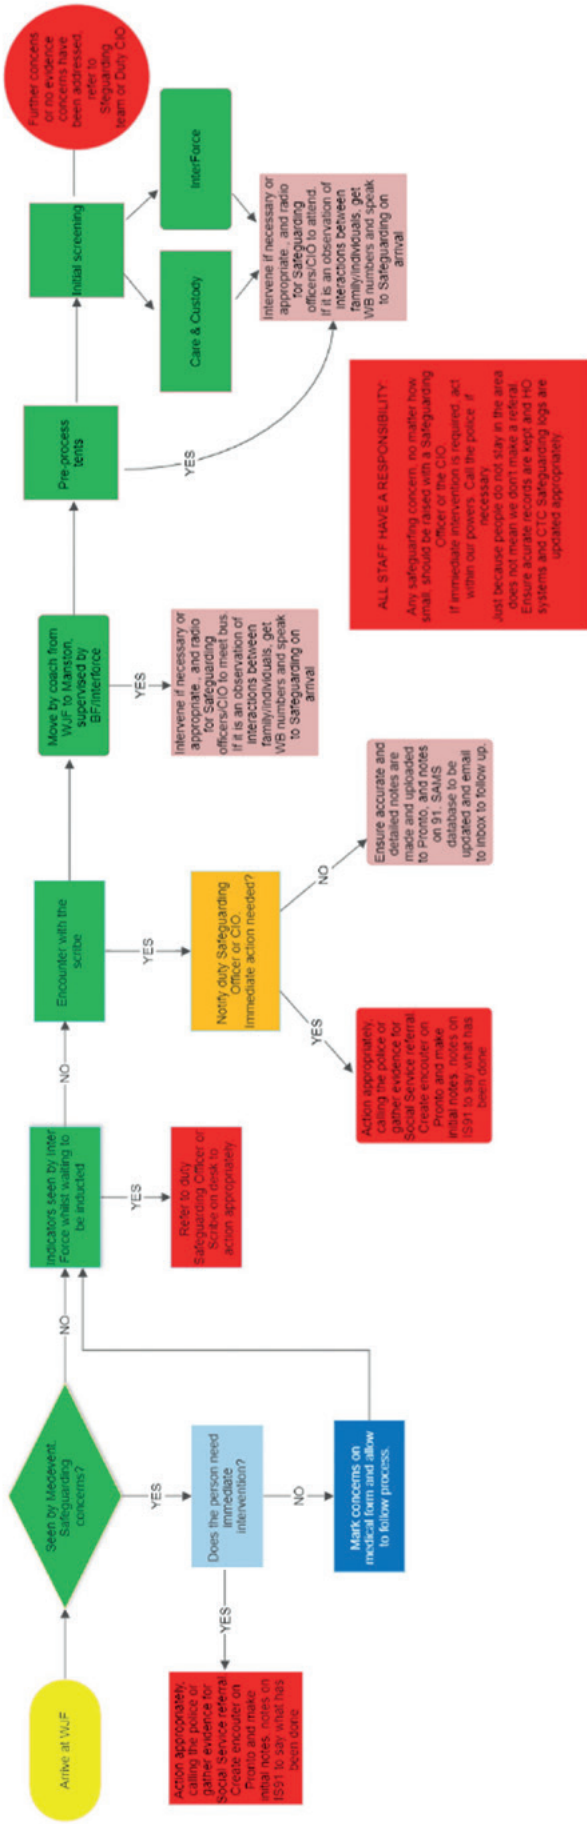 Arrive at WJF
Seen by Medevent.
Safeguarding
concerns?
NO
YES
Does the person need
immediate
intervention?
YES
Action appropriately,
calling the police or
gather evidence for
Social Service referral.
Create encouter on
Pronto and make
initial notes. notes on
IS91 to say what has
been done
NO
Mark concerns on
medical form and allow
to follow process.
Indicators seen by Inter
Force whilst waiting to
be inducted
NO
YES
Refer to duty
Safeguarding Officer or
Scribe on desk to
action appropriately
Encounter with the
scribe
YES
Notify duty Safeguarding
Officer or CIO.
Immediate action needed?
YES
Action appropriately,
calling the police or
gather evidence for
Social Service referral.
Create encouter on
Pronto and make
initial notes. notes on
IS91 to say what has
been done
NO
Ensure accurate and
detailed notes are
made and uploaded
to Pronto, and notes
on 91. SAMS
database to be
updated and email
to inbox to follow up.
Move by coach from
WJF to Manston,
supervised by
BF/Interforce
YES
Intervene if necessary or
appropriate., and radio
for Safeguarding
officers/CIO to meet bus.
If it is an observation of
interactions between
family/individuals, get
WB numbers and speak
to Safeguarding on
arrival
Pre-process
tents
YES
Initial screening
Care & Custody
InterForce
Intervene if necessary or
appropriate., and radio
for Safeguarding
officers/CIO to attend.
If it is an observation of
interactions between
family/individuals, get
WB numbers and speak
to Safeguarding on
arrival
Further concens
or no evidence
concerns have
been addressed,
refer to
Sfeguarding
team or Duty CIO
ALL STAFF HAVE A RESPONSIBILITY:
Any safeguarfing concern, no matter how
small, should be raised with a Safeguarding
Officer or the CIO.
If immediate intervention is required, act
within our powers. Call the police if
necessary
Just because people do not stay in the area
does not mean we don't make a referal.
Ensure acurate records are kept and HO
systems and CTC Safeguarding logs are
updated appropriately.